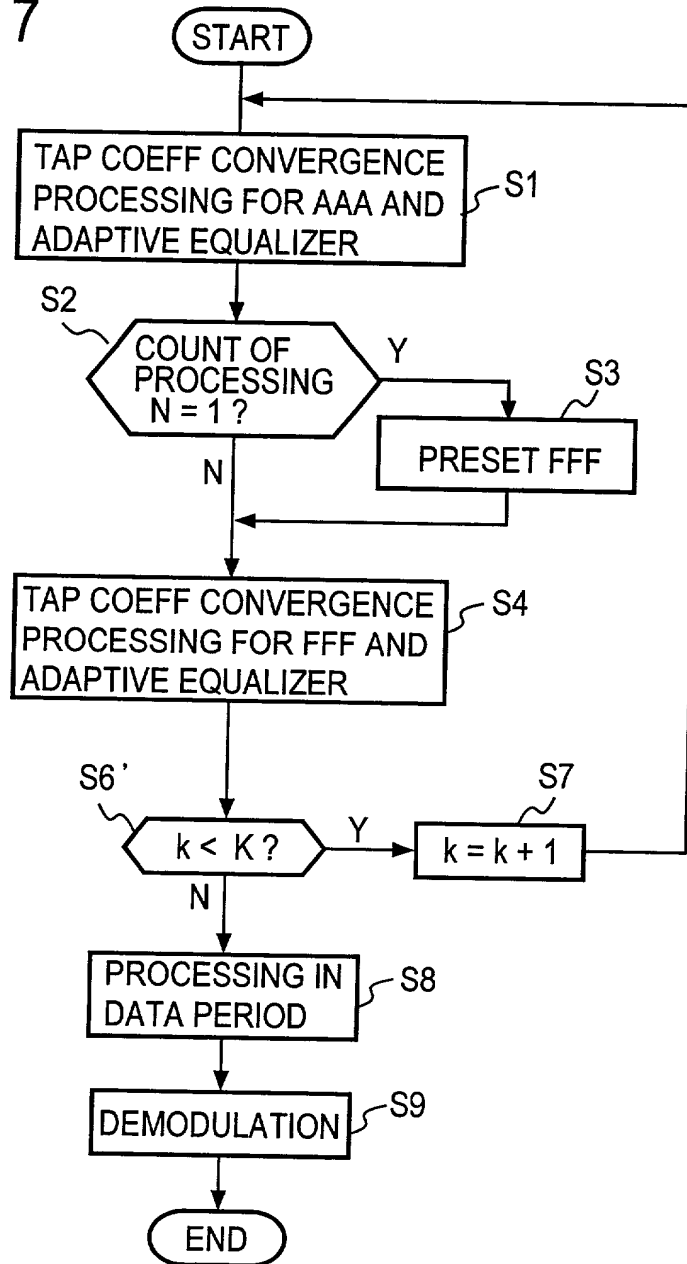 7
START
TAP COEFF CONVERGENCE
PROCESSING FOR AAA AND
ADAPTIVE EQUALIZER
S1
S2
COUNT OF
PROCESSING
N = 1 ?
Y
N
S3
PRESET FFF
TAP COEFF CONVERGENCE
PROCESSING FOR FFF AND
ADAPTIVE EQUALIZER
S4
S6'
k < K ?
Y
N
S7
k = k + 1
PROCESSING IN
DATA PERIOD
S8
DEMODULATION
S9
END